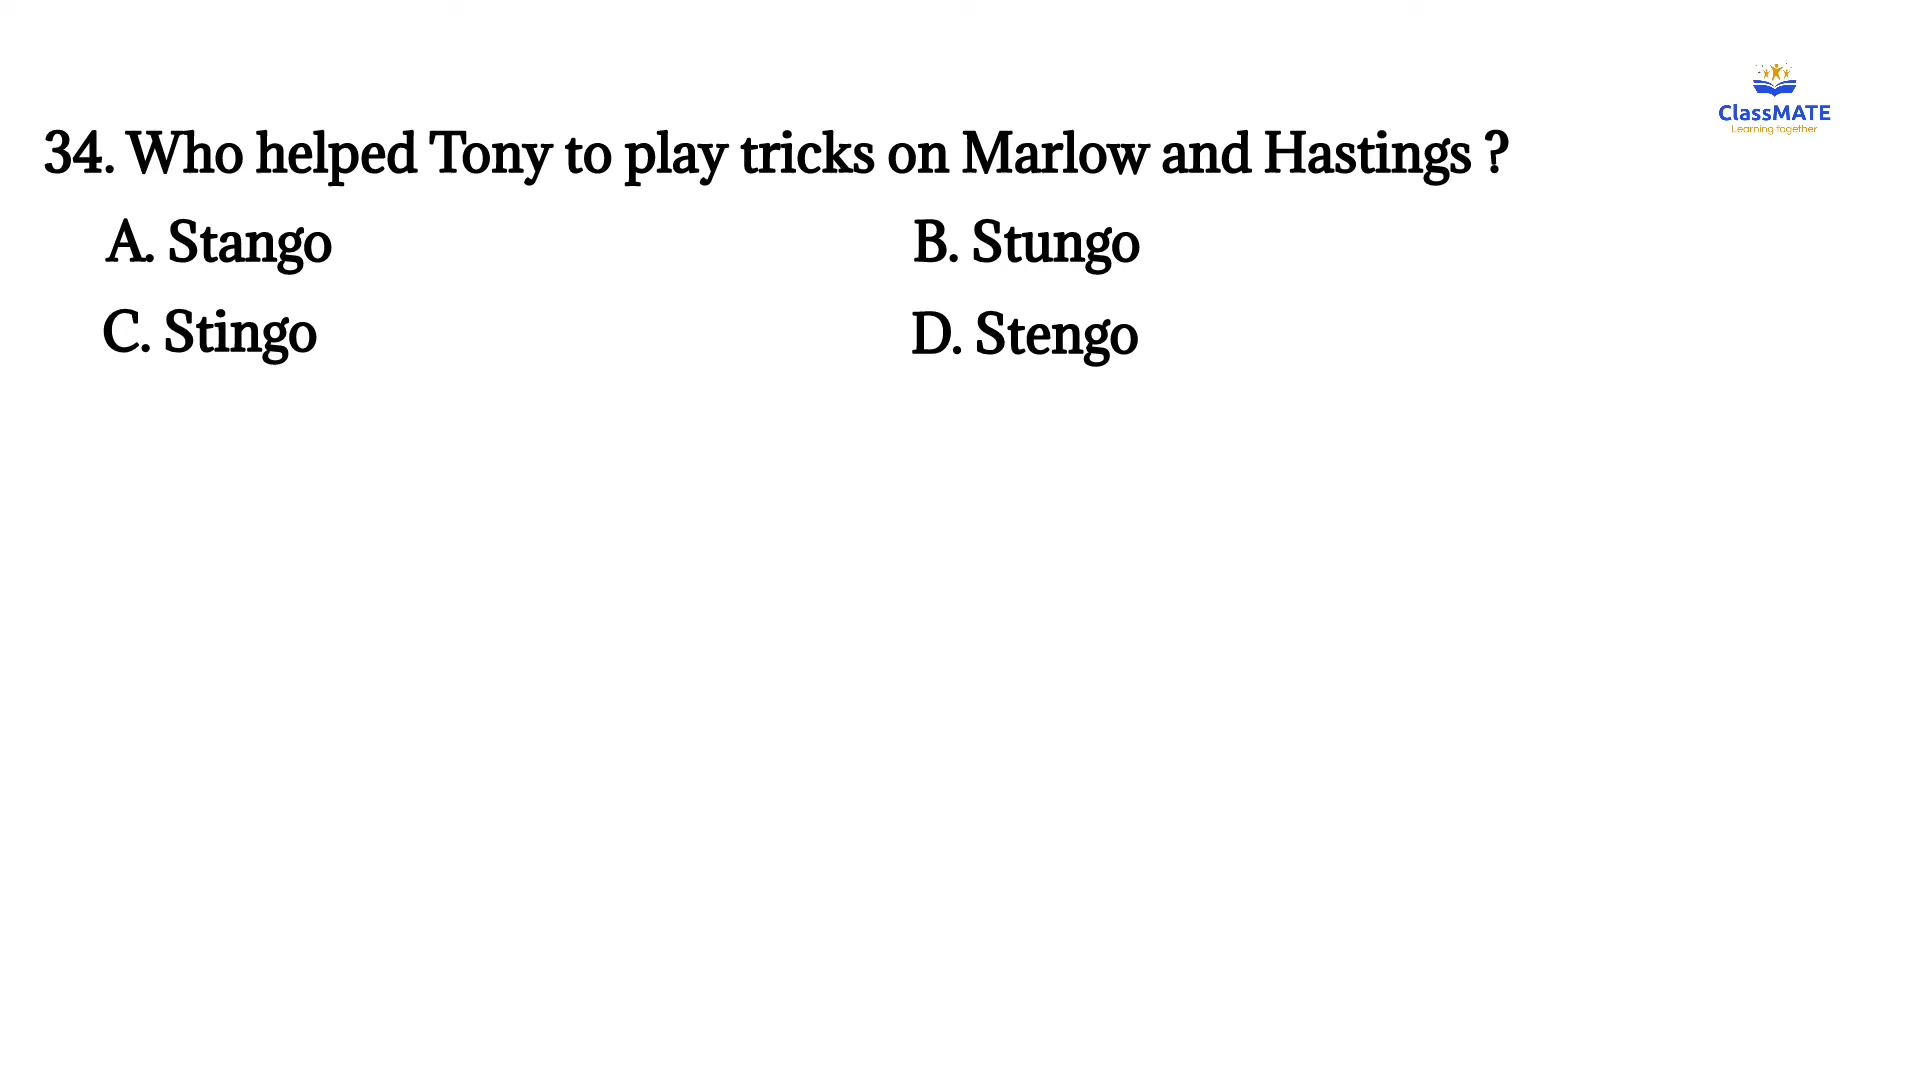 ClassMATE
Learning together
34. Who helped Tony to play tricks on Marlow and Hastings ?
A. Stango
B. Stungo
C. Stingo
D. Stengo